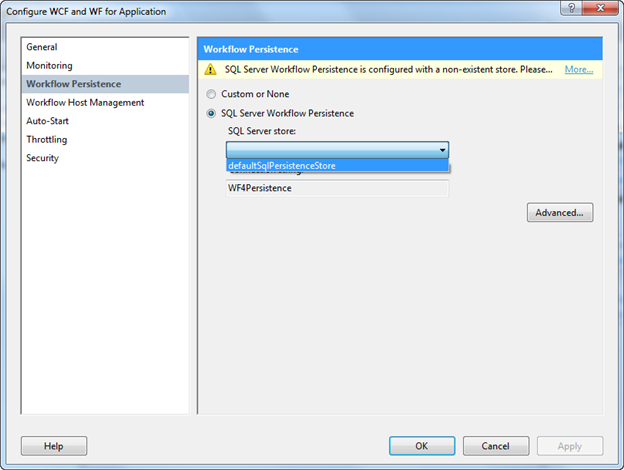 Configure WCF and WF for Application
General
Monitoring
Workflow Persistence
Workflow Host Management
Auto-Start
Throttling
Security
Workflow Persistence
SQL Server Workflow Persistence is configured with a non-existent store. Please... More...
Custom or None
SQL Server Workflow Persistence
SQL Server store:
defaultSqlPersistenceStore
WF4Persistence
Advanced...
Help
OK
Cancel
Apply